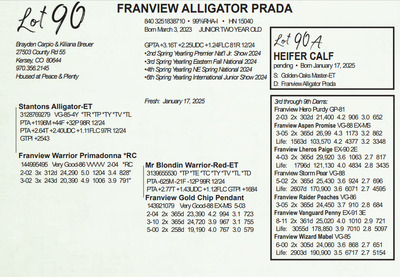 Lot 90
FRANVIEW ALLIGATOR PRADA
840 3251838710 • 99%RHA-I • HN 15040
Born March 3, 2023 JUNIOR TWO YEAR OLD
Braydien Carpio & Kiliana Breuer
27503 County Rd 55
Kersey, CO 80644
970.356.2145
Housed at Peace & Plenty
GPTA +3.16T +2.25UDC +1.24FLC 81R 12/24
•2nd Spring Yearling Premier Nat'l Jr. Show 2024
•3rd Spring Yearling Eastern Fall National 2024
•4th Spring Yearling NE Spring National 2024
•6th Spring Yearling International Junior Show 2024
Fresh: January 17, 2025
Lot 90A
HEIFER CALF
pending • Born January 17, 2025
S: Golden-Oaks Master-ET
D: Franview Alligator Prada
Stantons Alligator-ET
3128769279 VG-85-4Y *TR *TP *TY *TV *TL
PTA +1196M +44F +32P 99R 12/24
PTA +2.64T +2.40UDC +1.11FLC 97R 12/24
GTPI +2543
Franview Warrior Primadonna *RC
144995495 Very Good-86 VVVVV 2-04 *RC
2-02 3x 312d 24,290 5.0 1204 3.4 828"
3-02 3x 243d 20,390 4.9 1006 3.9 791"
Mr Blondin Warrior-Red-ET
3139655530 *TP *TE *TC *TY *TV *TL *TD
PTA -625M -21F -12P 99R 12/24
PTA +2.77T +1.43UDC +1.12FLC GTPI +1684
Franview Gold Chip Pendant
143921079 Very Good-88 EX-MS 5-03
2-04 2x 365d 23,390 4.2 994 3.1 723
3-10 3x 365d 24,720 3.9 967 3.1 755
5-00 2x 258d 19,190 4.0 767 3.0 579
3rd through 9th Dams:
Franview Hero Purdy GP-81
2-03 2x 302d 21,400 4.2 906 3.0 652
Franview Aspen Promise VG-88 EX-MS
3-05 2x 365d 26,99 4.3 1173 3.2 862
Life: 1563d 103,570 4.2 4377 3.2 3348
Franview Lheros Paige EX-90 2E
4-03 2x 365d 29,920 3.6 1063 2.7 817
Life: 1796d 121,130 4.0 4834 2.8 3435
Franview Storm Pear VG-88
5-02 3x 365d 25,430 3.6 924 2.7 696
Life: 2607d 170,900 3.6 6071 2.7 4595
Franview Raider Peaches VG-86
3-05 2x 365d 24,450 3.7 910 2.8 684
Franview Vanguard Penny EX-91 3E
8-11 2x 361d 25,020 4.0 1010 2.9 721
Life: 3055d 178,850 3.9 7010 2.8 5097
Franview Wizard Mabel VG-85
6-00 2x 305d 24,060 3.6 868 2.7 651
Life: 2903d 190,900 3.5 6717 2.7 5154